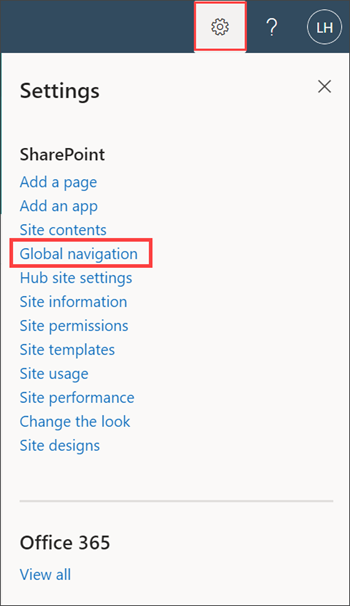 ? LH
Settings
SharePoint
Add a page
Add an app
Site contents
Global navigation
Hub site settings
Site information
Site permissions
Site templates
Site usage
Site performance
Change the look
Site designs
Office 365
View all